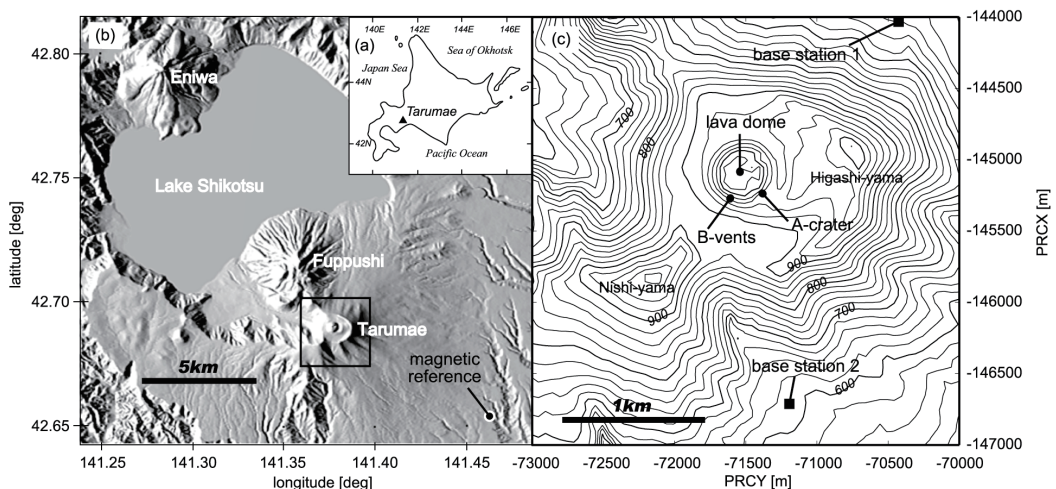 (b)
Eniwa
Lake Shikotsu
Fuppushi
Tarumae
magnetic
reference
5km
42.80
42.75
42.70
42.65
latitude [deg]
141.25
141.30
141.35
141.40
141.45
longitude [deg]
(a)
140E
142E
144E
146E
44N
42N
Sea of Okhotsk
Japan Sea
Tarumae
Pacific Ocean
(c)
base station 1
700
800
lava dome
Higashi-yama
B-vents
A-crater
Nishi-yama
900
900
800
700
base station 2
600
1km
-144000
-145000
-145500
-146000
-146500
-147000
PRCX [m]
-73000
-72500
-72000
-71500
-71000
-70500
-70000
PRCY [m]